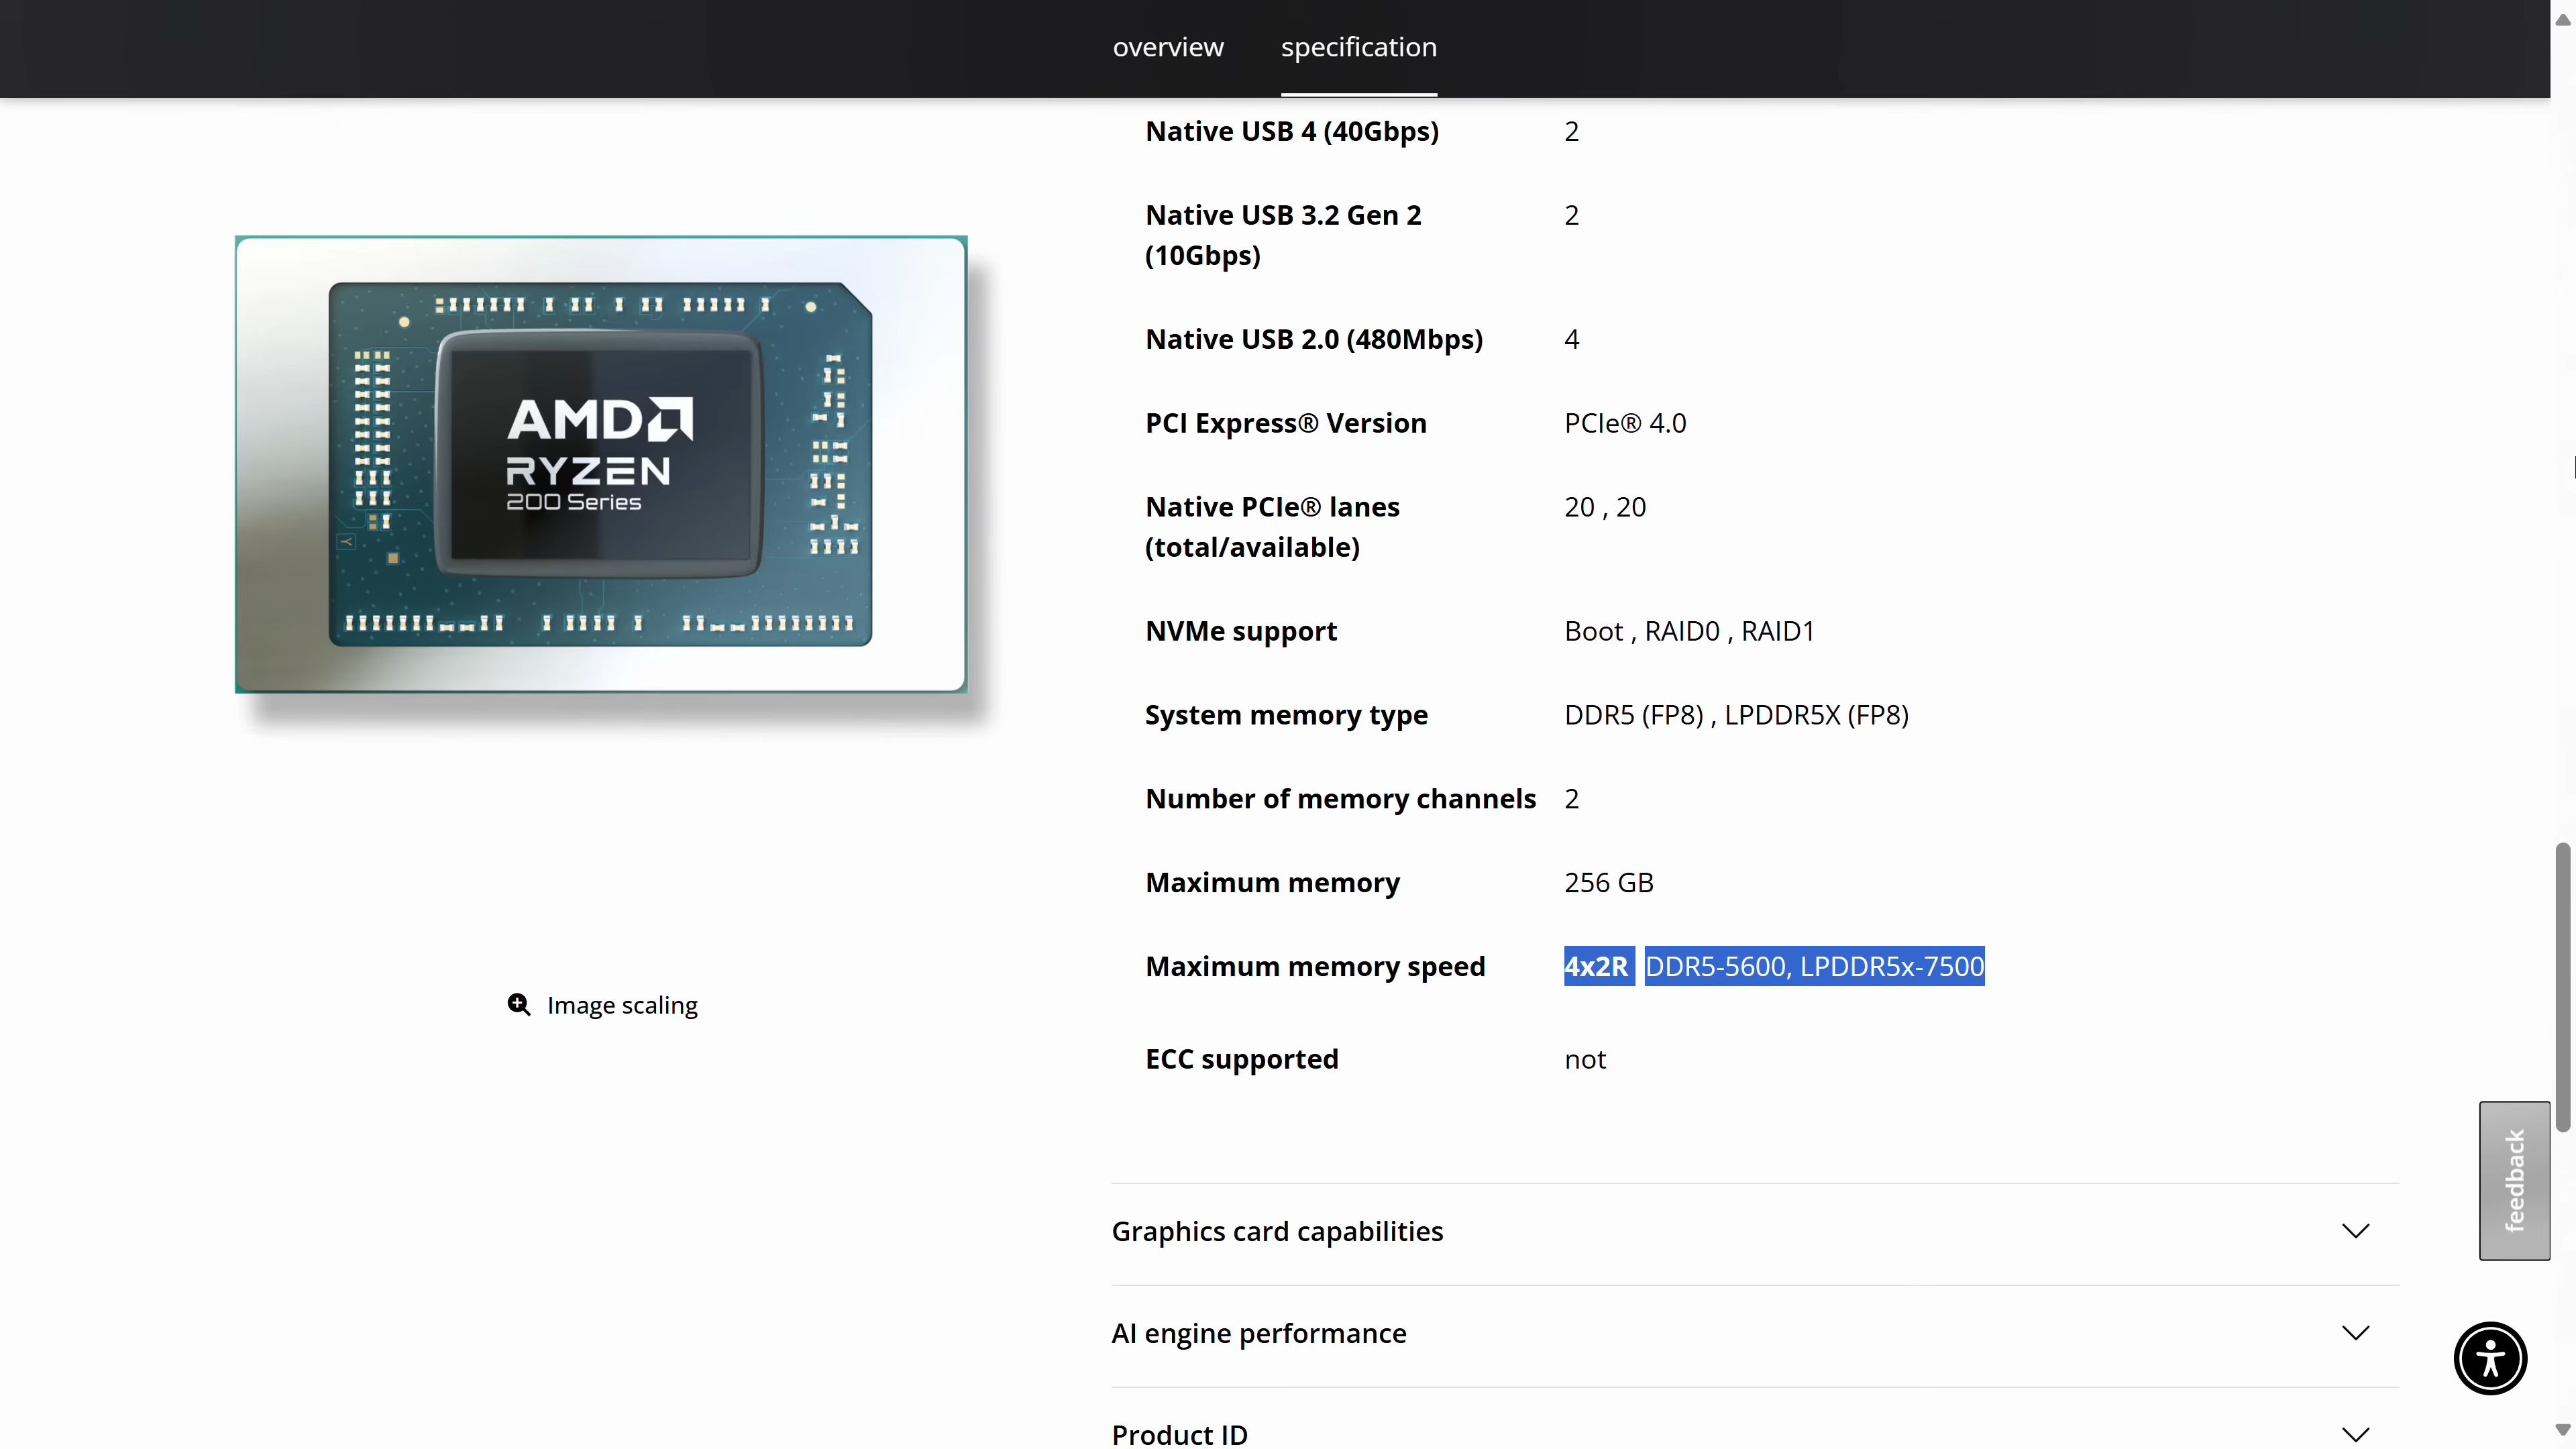 overview
specification
Native USB 4 (40Gbps)
2
Native USB 3.2 Gen 2
(10Gbps)
2
Native USB 2.0 (480Mbps)
4
PCI Express® Version
PCIe® 4.0
Native PCIe® lanes
(total/available)
20 , 20
NVMe support
Boot , RAID0 , RAID1
System memory type
DDR5 (FP8) , LPDDR5X (FP8)
Number of memory channels
2
Maximum memory
256 GB
Maximum memory speed
4x2R DDR5-5600, LPDDR5x-7500
ECC supported
not
AMD
RYZEN
200 Series
Image scaling
Graphics card capabilities
AI engine performance
Product ID
feedback